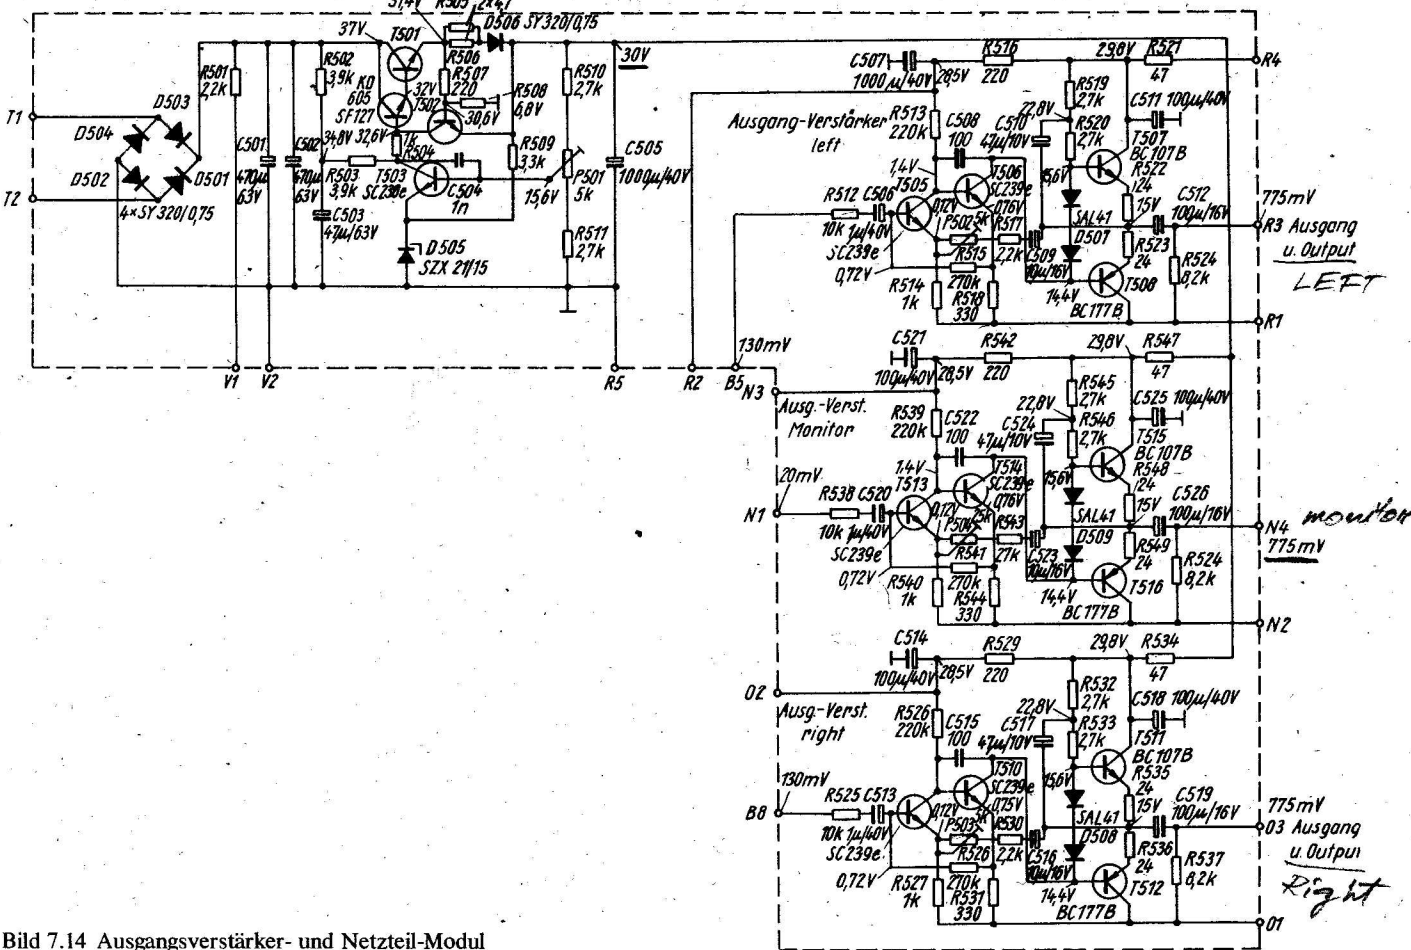 31,4V R505 2x4,7
D506 SY320/0,75
37V T501
R506
R507
220
R508
6,8V
30V
R510
2,7k
R501
2,2k
R502
3,9k
KD
605
SF127
32V
T502
30,6V
34,8V 32,6V
1k
R504
R509
3,3k
P501
5k
C505
1000µ/40V
T1
D503
D504
D502
D501
T2
4×SY320/0,75
C501
470µ
63V
C502
470µ
63V
R503
3,9k
T503
SC238e
C504
1n
15,6V
C503
47µ/63V
D505
SZX 21/15
R511
2,7k
V1
V2
R5
R2
B5
130mV
C507
1000µ/40V
28,5V
R516
220
29,8V
R521
47
R4
Ausgang-Verstärker
left
R513
220k
C508
100
C510
47µ/10V
22,8V
R519
2,7k
R520
2,7k
C511 100µ/40V
T507
BC107B
R522
24
1,4V
T505
T506
SC239e
0,76V
0,12V
15,6V
R512
10k
C506
1µ/40V
SC239e
0,72V
P502
5k
R517
2,2k
C509
10µ/16V
SAL41
D507
15V
C512
100µ/16V
775mV
R3 Ausgang
u. Output
LEFT
R515
270k
R514
1k
R518
330
14,4V
R523
24
T508
BC177B
R524
8,2k
R1
C521
100µ/40V
28,5V
R542
220
29,8V
R547
47
N3
Ausg.-Verst.
Monitor
R539
220k
C522
100
C524
47µ/10V
22,8V
R545
2,7k
R546
2,7k
C525 100µ/40V
T515
BC107B
R548
24
1,4V
T513
T514
SC239e
0,76V
0,12V
15,6V
20mV
N1
R538
10k
C520
1µ/40V
SC239e
0,72V
P504
25k
R543
27k
C523
10µ/16V
SAL41
D509
15V
C526
100µ/16V
N4
monitor
775mV
R541
270k
R540
1k
R544
330
14,4V
R549
24
T516
BC177B
R524
8,2k
N2
C514
100µ/40V
28,5V
R529
220
29,8V
R534
47
O2
Ausg-Verst.
right
R526
220k
C515
100
C517
47µ/10V
22,8V
R532
2,7k
R533
2,7k
C518 100µ/40V
T511
BC107B
R535
24
T510
SC239e
0,75V
0,12V
15,6V
130mV
B8
R525
10k
C513
1µ/40V
SC239e
0,72V
P503
5k
R530
2,2k
C516
10µ/16V
SAL41
D508
15V
C519
100µ/16V
775mV
O3 Ausgang
u. Output
Right
R526
270k
R527
1k
R531
330
14,4V
R536
24
T512
BC177B
R537
8,2k
O1
Bild 7.14 Ausgangsverstärker- und Netzteil-Modul